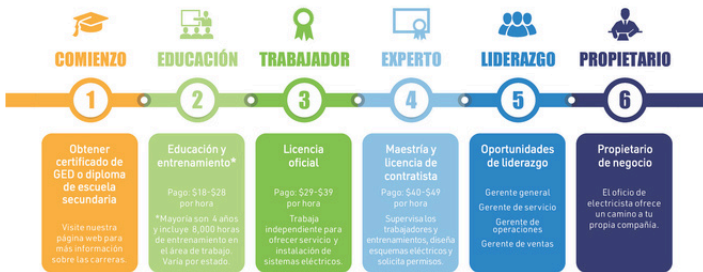 COMIENZO
EDUCACIÓN
TRABAJADOR
EXPERTO
LIDERAZGO
PROPIETARIO
1
2
3
4
5
6
Obtener
certificado de
GED o diploma
de escuela
secundaria
Visite nuestra
página web para
más información
sobre las carreras.
Educación y
entrenamiento*
Pago: $18-$28
por hora
*Mayoría son 4 años
y incluye 8,000 horas
de entrenamiento en
el área de trabajo.
Varía por estado.
Licencia
oficial
Pago: $29-$39
por hora
Trabaja
independiente para
ofrecer servicio y
instalación de
sistemas eléctricos.
Maestría y
licencia de
contratista
Pago: $40-$49
por hora
Supervisa los
trabajadores y
entrenamientos, diseña
esquemas eléctricos y
solicita permisos.
Oportunidades
de liderazgo
Gerente general
Gerente de servicio
Gerente de
operaciones
Gerente de ventas
Propietario
de negocio
El oficio de
electricista ofrece
un camino a tu
propia compañía.